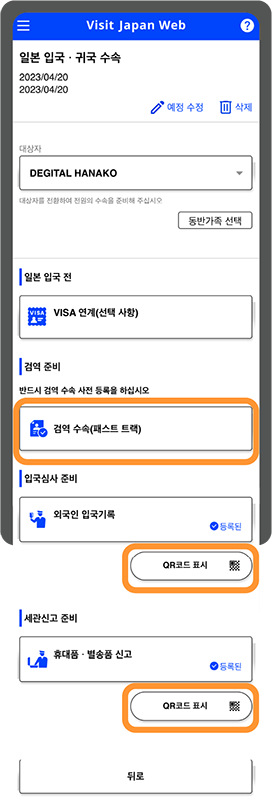 Visit Japan Web
?
일본 입국 · 귀국 수속
2023/04/20
2023/04/20
예정 수정
삭제
대상자
DEGITAL HANAKO
대상자를 전환하여 전원의 수속을 준비해 주십시오
동반가족 선택
일본 입국 전
VISA
VISA 연계(선택 사항)
검역 준비
반드시 검역 수속 사전 등록을 하십시오
검역 수속(패스트 트랙)
입국심사 준비
외국인 입국기록
등록된
QR코드 표시
세관신고 준비
휴대품 · 별송품 신고
등록된
QR코드 표시
뒤로